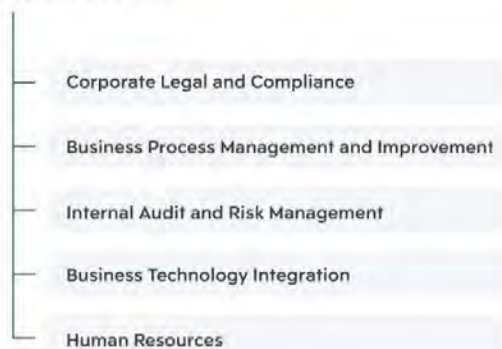 Corporate Legal and Compliance
Business Process Management and Improvement
Internal Audit and Risk Management
Business Technology Integration
Human Resources